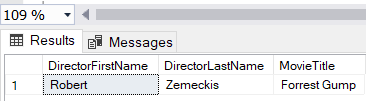 109 %
Results Messages
DirectorFirstName DirectorLastName MovieTitle
1 Robert Zemeckis Forrest Gump